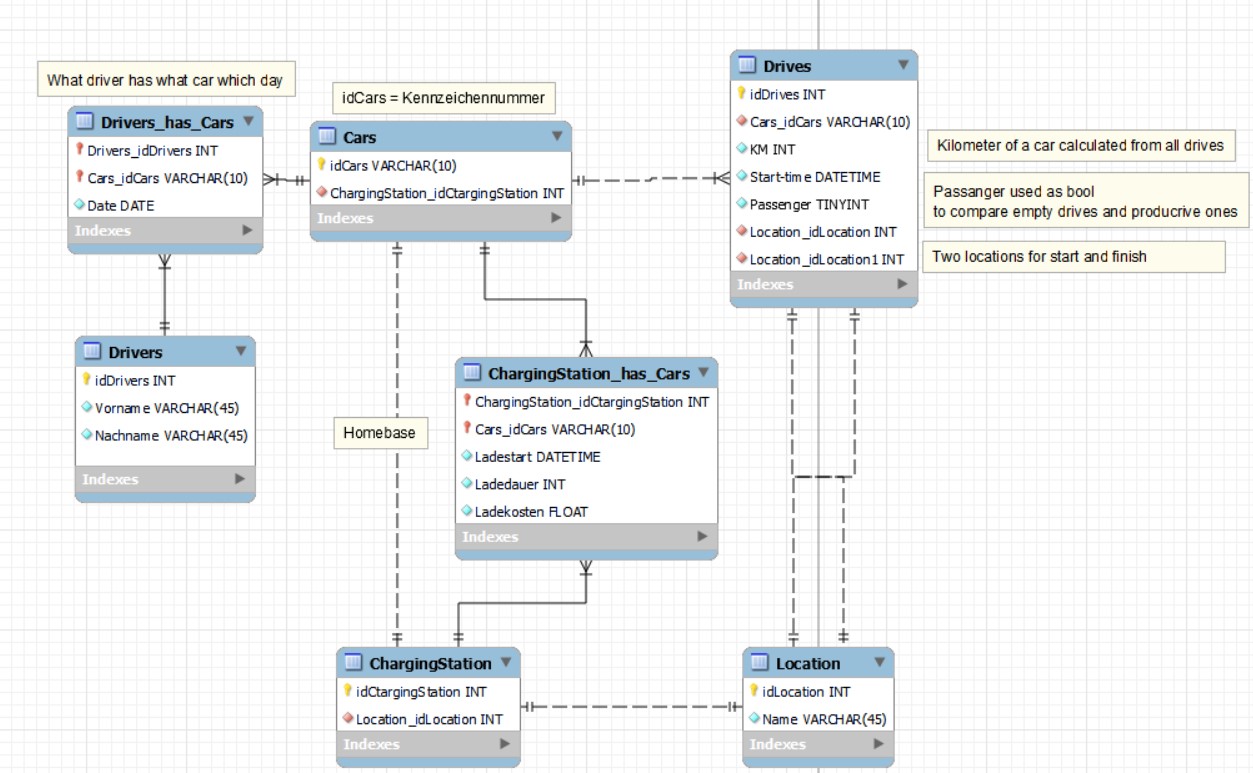 What driver has what car which day
Drivers_has_Cars
Drivers_idDrivers INT
Cars_idCars VARCHAR(10)
Date DATE
Indexes
idCars = Kennzeichennummer
Cars
idCars VARCHAR(10)
ChargingStation_idCtargingStation INT
Indexes
Drives
idDrives INT
Cars_idCars VARCHAR(10)
KM INT
Start-time DATETIME
Passenger TINYINT
Location_idLocation INT
Location_idLocation1 INT
Indexes
Kilometer of a car calculated from all drives
Passanger used as bool
to compare empty drives and producrive ones
Two locations for start and finish
Drivers
idDrivers INT
Vorname VARCHAR(45)
Nachname VARCHAR(45)
Indexes
Homebase
ChargingStation_has_Cars
ChargingStation_idCtargingStation INT
Cars_idCars VARCHAR(10)
Ladestart DATETIME
Ladedauer INT
Ladekosten FLOAT
Indexes
ChargingStation
idCtargingStation INT
Location_idLocation INT
Indexes
Location
idLocation INT
Name VARCHAR(45)
Indexes